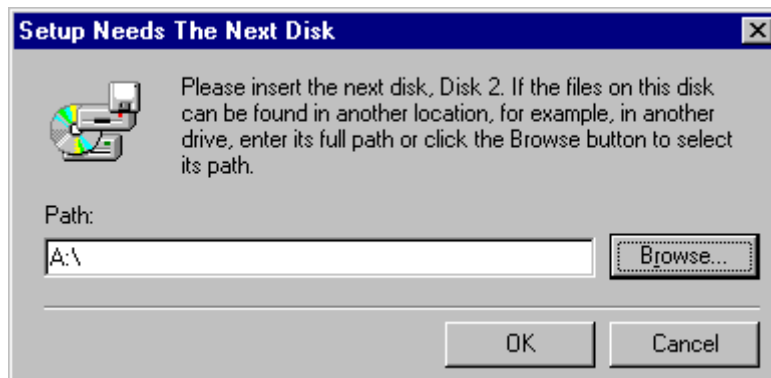 Setup Needs The Next Disk
Please insert the next disk, Disk 2. If the files on this disk
can be found in another location, for example, in another
drive, enter its full path or click the Browse button to select
its path.
Path:
A:\
Browse...
OK
Cancel